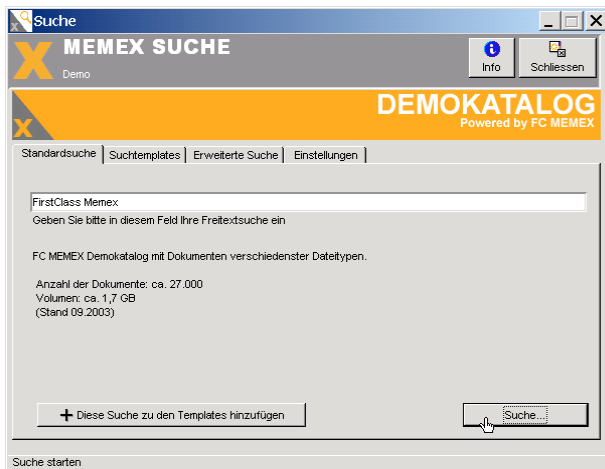 Suche
MEMEX SUCHE
Demo
Info
Schliessen
DEMOKATALOG
Powered by FC MEMEX
Standardsuche
Suchtemplates
Erweiterte Suche
Einstellungen
FirstClass Memex
Geben Sie bitte in diesem Feld Ihre Freitextsuche ein
FC MEMEX Demokatalog mit Dokumenten verschiedenster Dateitypen.
Anzahl der Dokumente: ca. 27.000
Volumen: ca. 1,7 GB
(Stand 09.2003)
Diese Suche zu den Templates hinzufügen
Suche...
Suche starten